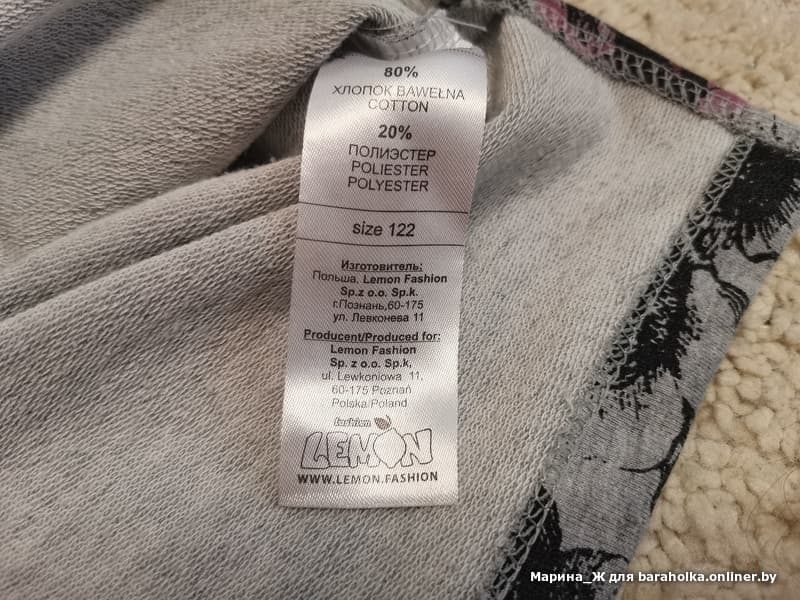 80%
ХЛОПОК BAWEŁNA
COTTON
20%
ПОЛИЭСТЕР
POLIESTER
POLYESTER
size 122
Изготовитель:
Польша, Lemon Fashion
Sp.z o.o. Sp.k.
г.Познань,60-175
ул. Левконева 11
Producent/Produced for:
Lemon Fashion
Sp. z o.o. Sp.k,
ul. Lewkoniowa 11,
60-175 Poznań
Polska/Poland
fashion
LEMON
WWW.LEMON.FASHION
Марина_Ж для baraholka.onliner.by